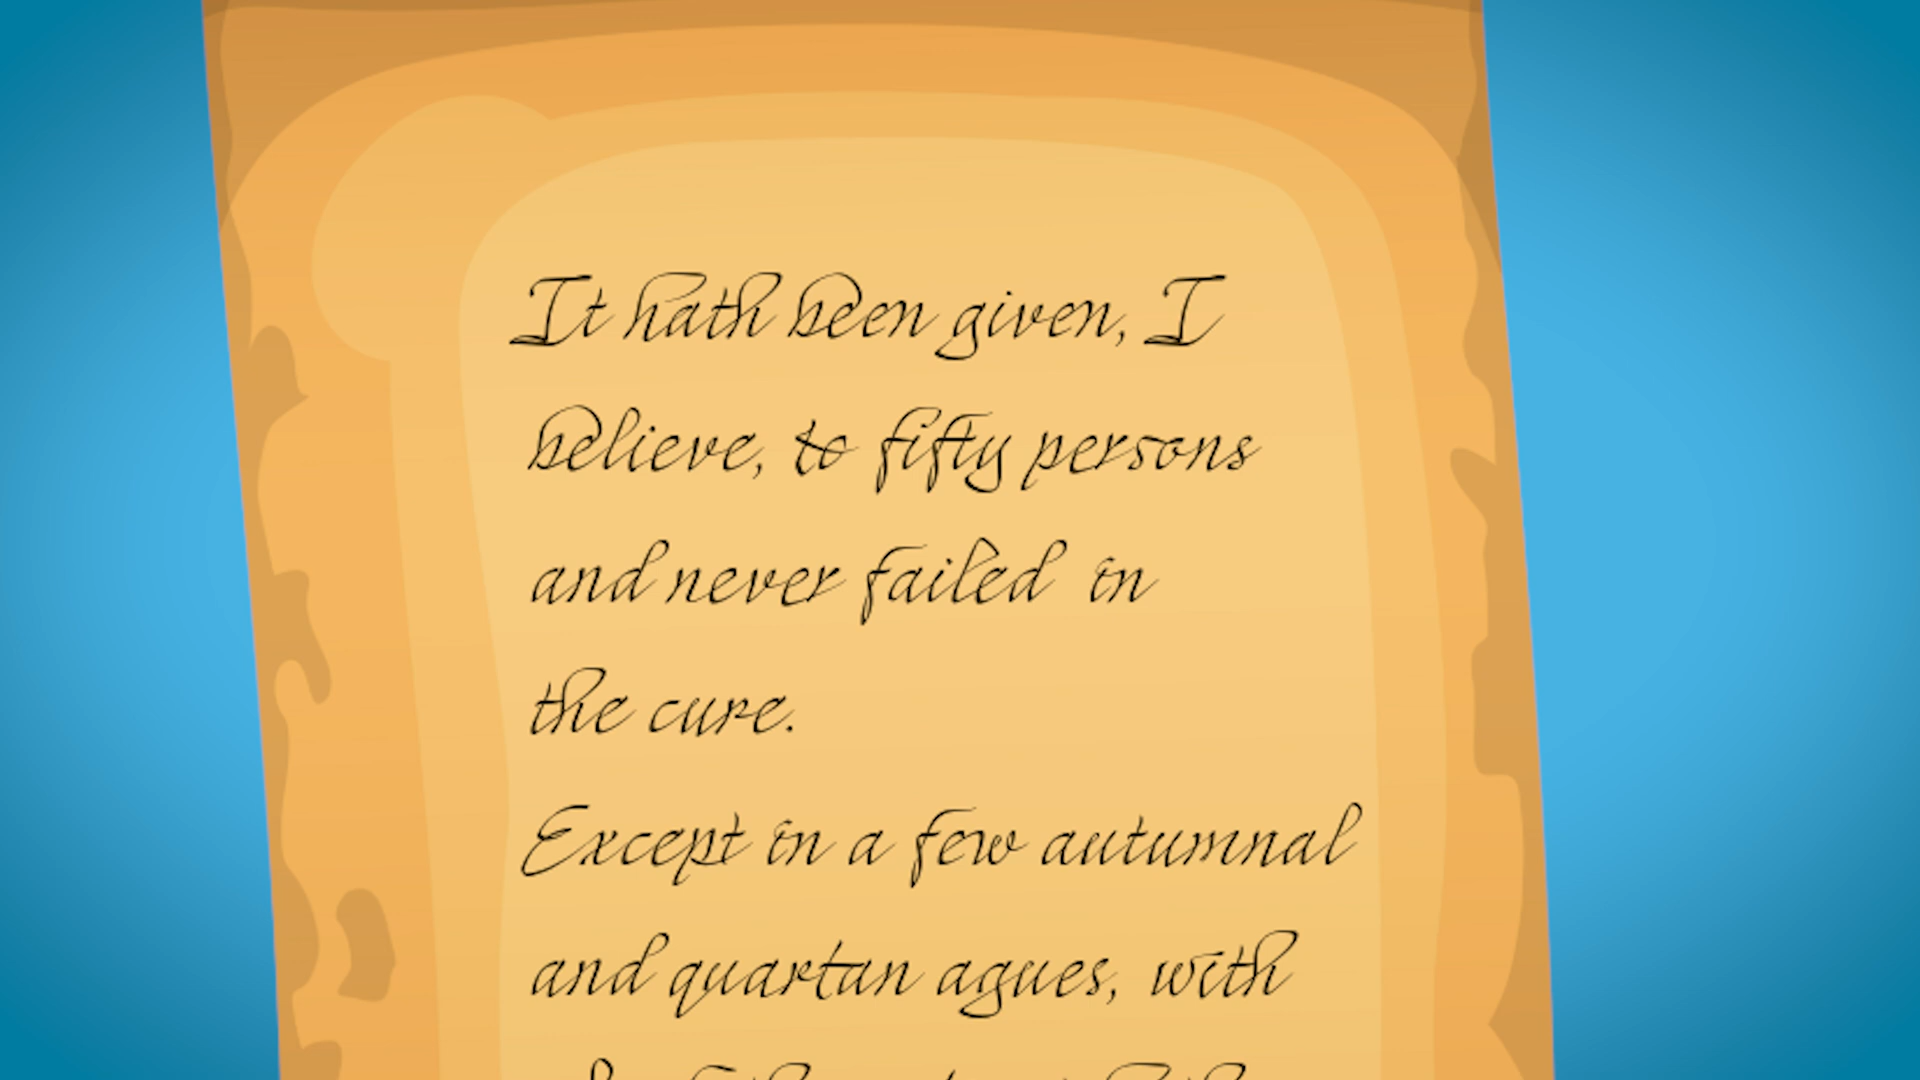 It hath been given, I
believe, to fifty persons
and never failed in
the cure.
Except in a few autumnal
and quartan agues, with